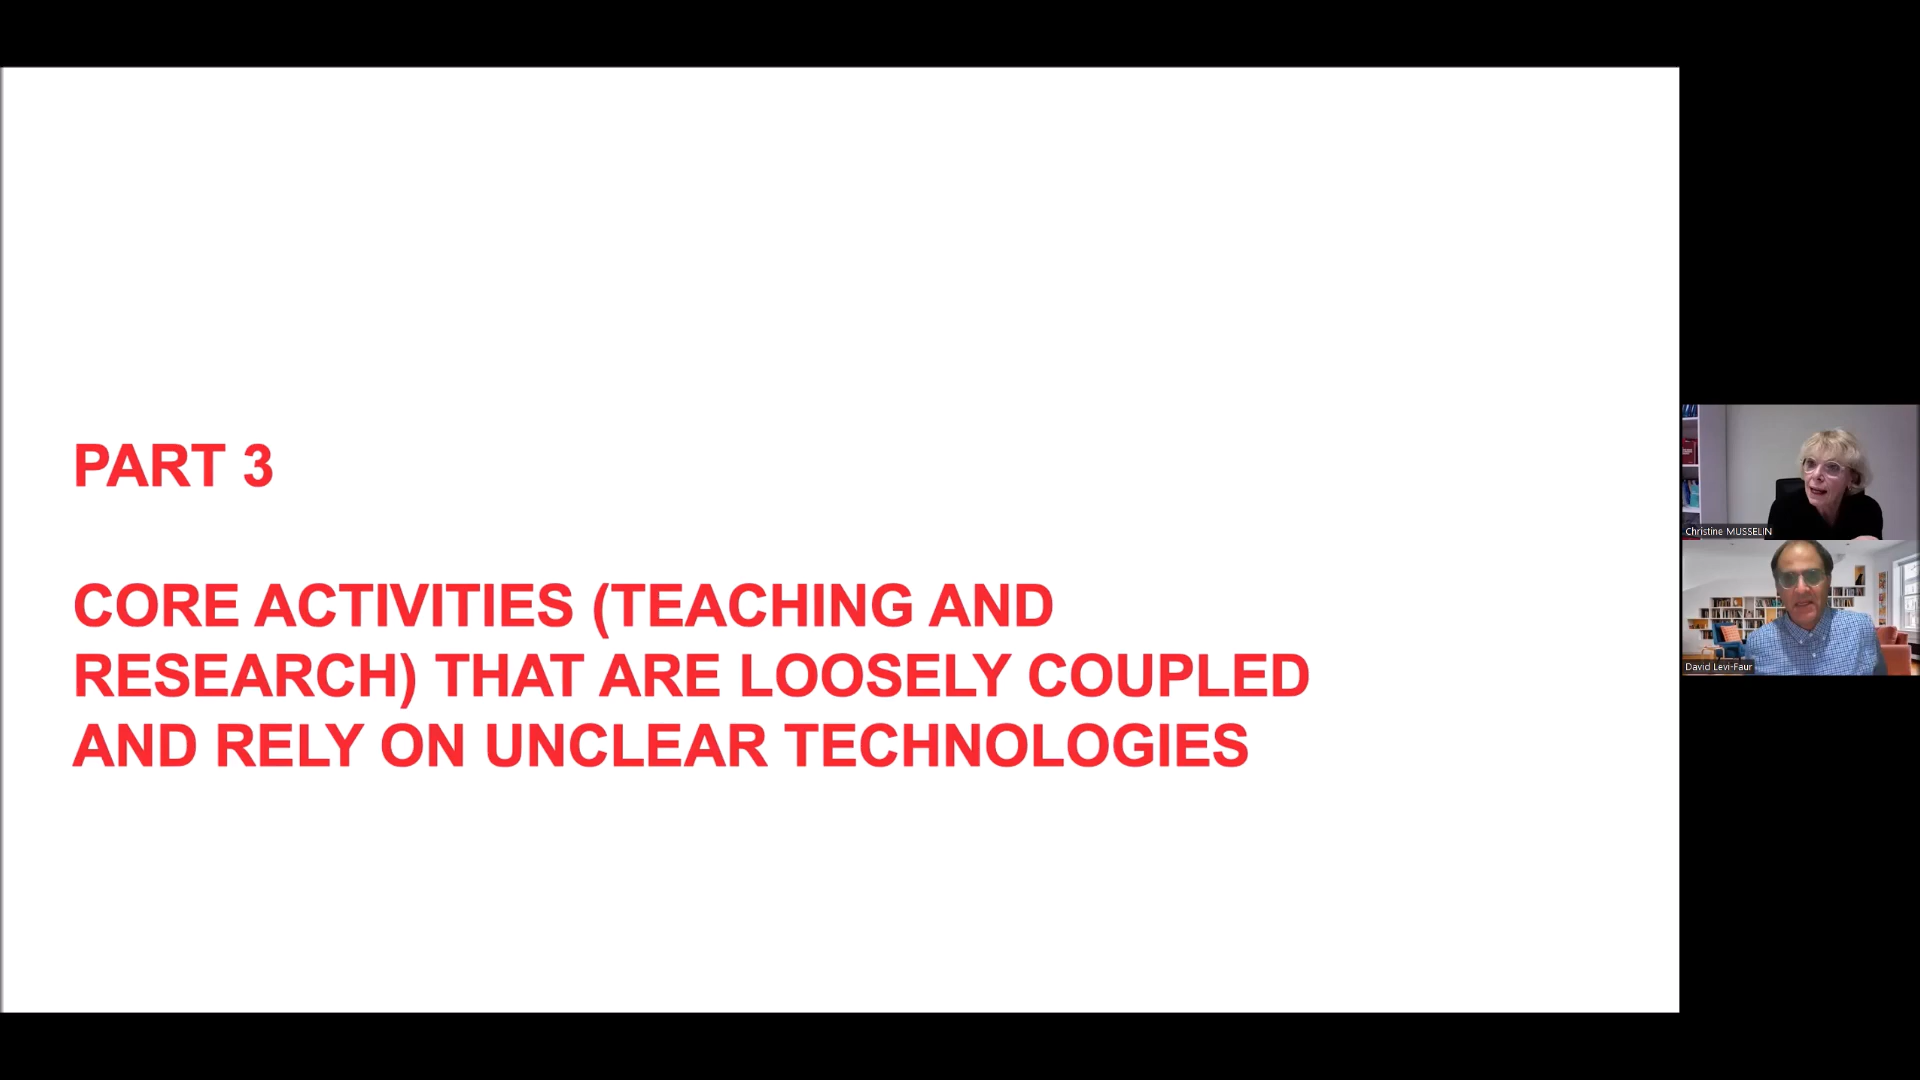 PART 3
CORE ACTIVITIES (TEACHING AND
RESEARCH) THAT ARE LOOSELY COUPLED
AND RELY ON UNCLEAR TECHNOLOGIES
Christine MUSSELIN
David Levi-Faur